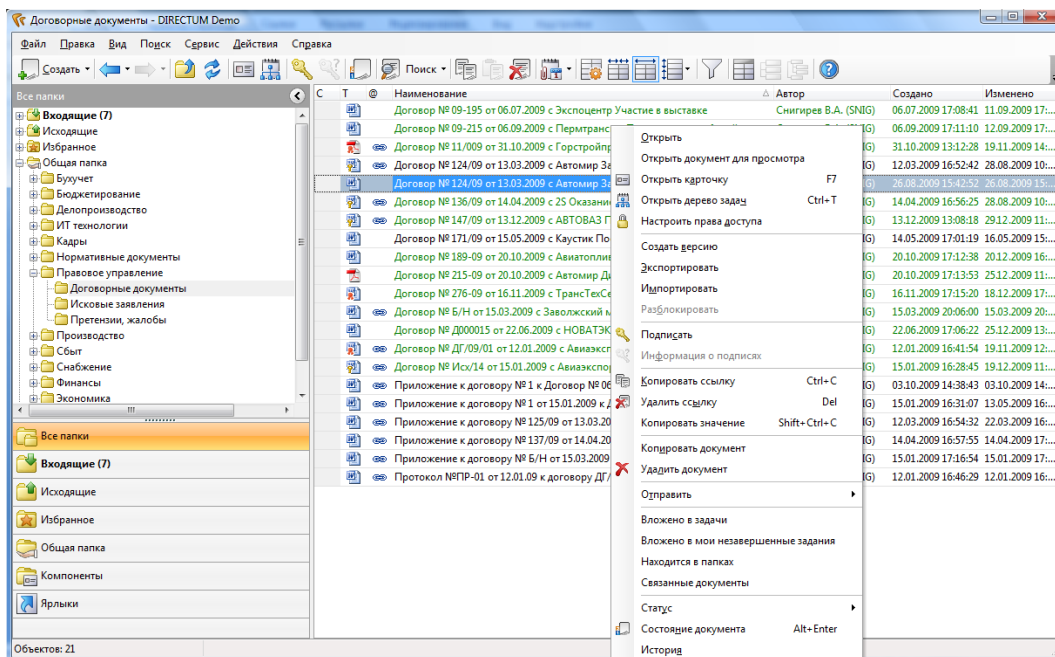 Договорные документы - DIRECTUM Demo
Файл Правка Вид Поиск Сервис Действия Справка
Создать Поиск
Все папки
Входящие (7)
Исходящие
Избранное
Общая папка
Бухучет
Бюджетирование
Делопроизводство
ИТ технологии
Кадры
Нормативные документы
Правовое управление
Договорные документы
Исковые заявления
Претензии, жалобы
Производство
Сбыт
Снабжение
Финансы
Экономика
Все папки
Входящие (7)
Исходящие
Избранное
Общая папка
Компоненты
Ярлыки
Объектов: 21
С Т @ Наименование Автор Создано Изменено
Договор № 09-195 от 06.07.2009 с Экспоцентр Участие в выставке Снигирев В.А. (SNIG) 06.07.2009 17:08:41 11.09.2009 17:...
Договор № 09-215 от 06.09.2009 с Пермтранс 06.09.2009 17:11:10 12.09.2009 17:...
Договор № 11/009 от 31.10.2009 с Горстройпр IG) 31.10.2009 13:12:28 19.11.2009 14:...
Договор № 124/09 от 13.03.2009 с Автомир За IG) 12.03.2009 16:52:42 28.08.2009 10:...
Договор № 124/09 от 13.03.2009 с Автомир За IG) 26.08.2009 15:42:52 26.08.2009 15:...
Договор № 136/09 от 14.04.2009 с 2S Оказани IG) 14.04.2009 16:56:25 28.08.2009 10:...
Договор № 147/09 от 13.12.2009 с АВТОВАЗ П IG) 13.12.2009 13:08:18 29.12.2009 11:...
Договор № 171/09 от 15.05.2009 с Каустик По IG) 14.05.2009 17:01:19 16.05.2009 15:...
Договор № 189-09 от 20.10.2009 с Авиатоплив IG) 20.10.2009 17:12:38 20.12.2009 16:...
Договор № 215-09 от 20.10.2009 с Автомир Ди IG) 20.10.2009 17:13:53 25.12.2009 11:...
Договор № 276-09 от 16.11.2009 с ТрансТехСе IG) 16.11.2009 17:15:20 18.12.2009 17:...
Договор № Б/Н от 15.03.2009 с Заволжский м IG) 15.03.2009 20:06:00 15.03.2009 20:...
Договор № Д000015 от 22.06.2009 с НОВАТЭК IG) 22.06.2009 17:06:22 25.12.2009 13:...
Договор № ДГ/09/01 от 12.01.2009 с Авиаэксп IG) 12.01.2009 16:41:54 19.11.2009 12:...
Договор № Исх/14 от 15.01.2009 с Авиаэкспо IG) 15.01.2009 16:28:45 19.12.2009 11:...
Приложение к договору № 1 к Договор № 06 IG) 03.10.2009 14:38:43 03.10.2009 14:...
Приложение к договору № 1 от 15.01.2009 к Д IG) 15.01.2009 16:31:07 13.05.2009 16:...
Приложение к договору № 125/09 от 13.03.20 IG) 12.03.2009 16:54:32 22.03.2009 16:...
Приложение к договору № 137/09 от 14.04.20 IG) 14.04.2009 16:57:55 14.04.2009 17:...
Приложение к договору № Б/Н от 15.03.2009 IG) 15.01.2009 17:16:54 15.01.2009 17:...
Протокол №ПР-01 от 12.01.09 к договору ДГ/ IG) 12.01.2009 16:46:29 12.01.2009 16:...
Открыть
Открыть документ для просмотра
Открыть карточку F7
Открыть дерево задач Ctrl+T
Настроить права доступа
Создать версию
Экспортировать
Импортировать
Разблокировать
Подписать
Информация о подписях
Копировать ссылку Ctrl+C
Удалить ссылку Del
Копировать значение Shift+Ctrl+C
Копировать документ
Удалить документ
Отправить
Вложено в задачи
Вложено в мои незавершенные задания
Находится в папках
Связанные документы
Статус
Состояние документа Alt+Enter
История